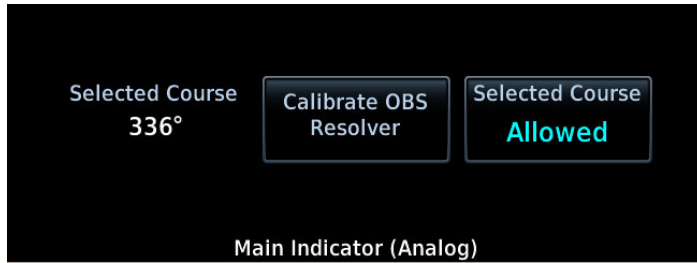 Selected Course
336°
Calibrate OBS
Resolver
Selected Course
Allowed
Main Indicator (Analog)